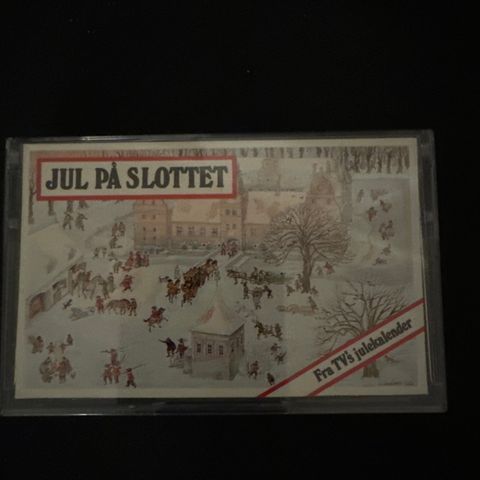 JUL PÅ SLOTTET
Fra TV's julekalender